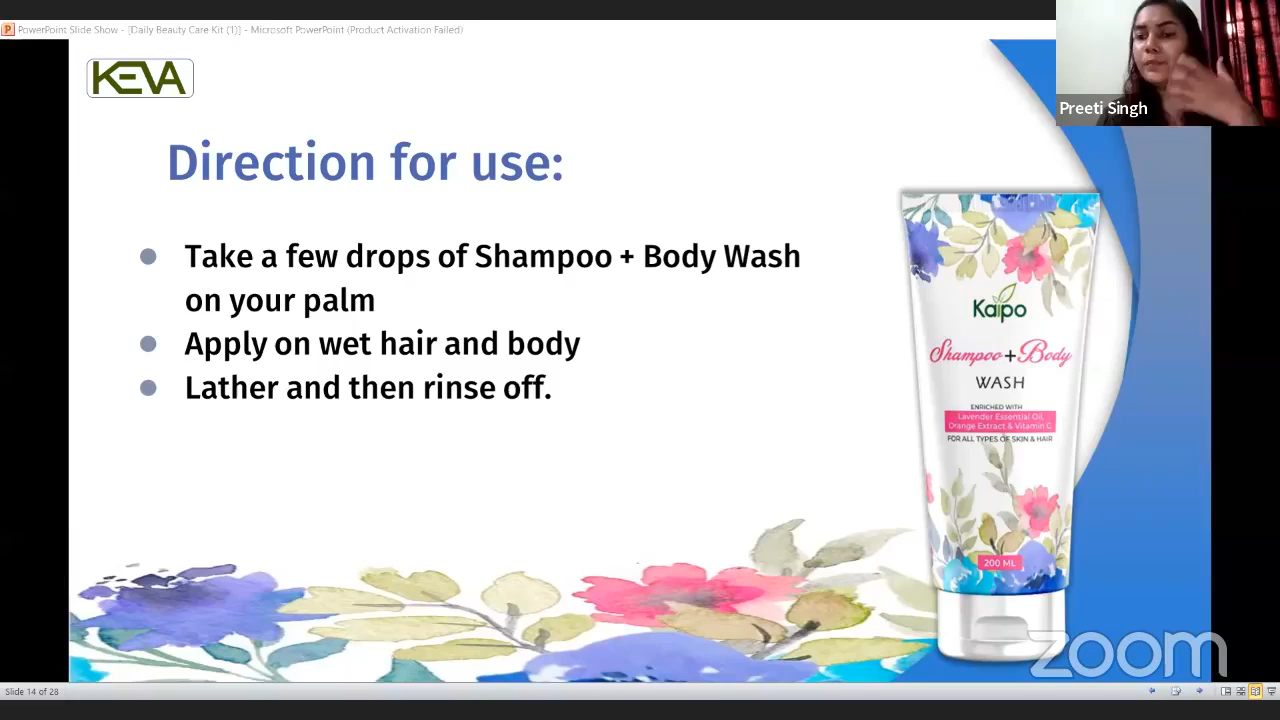 PowerPoint Slide Show - [Daily Beauty Care Kit (1)] - Microsoft PowerPoint (Product Activation Failed)
KEVA
Preeti Singh
Direction for use:
Take a few drops of Shampoo + Body Wash
on your palm
Apply on wet hair and body
Lather and then rinse off.
Kaipo
Shampoo+Body
WASH
ENRICHED WITH
Lavender Essential Oil,
Orange Extract & Vitamin C
FOR ALL TYPES OF SKIN & HAIR
200 ML
zoom
Slide 14 of 28